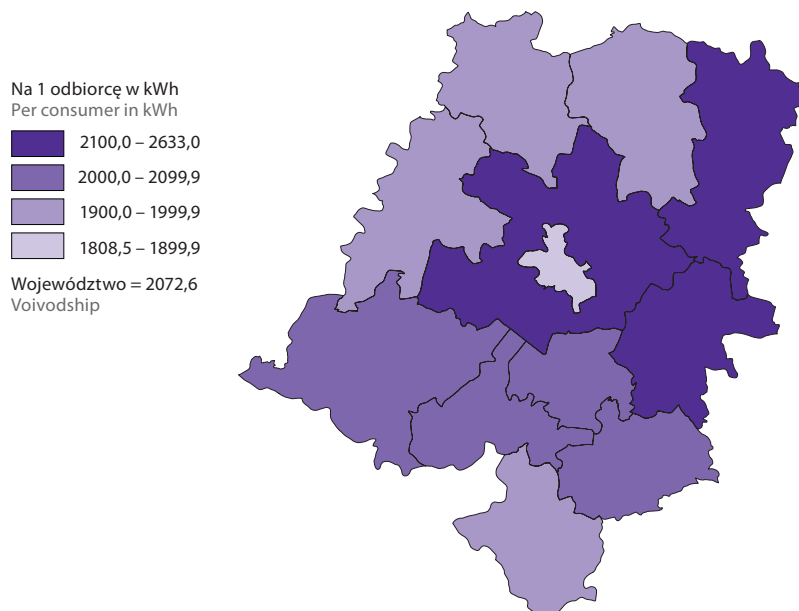 Na 1 odbiorcę w kWh
Per consumer in kWh
2100,0 – 2633,0
2000,0 – 2099,9
1900,0 – 1999,9
1808,5 – 1899,9
Województwo = 2072,6
Voivodship